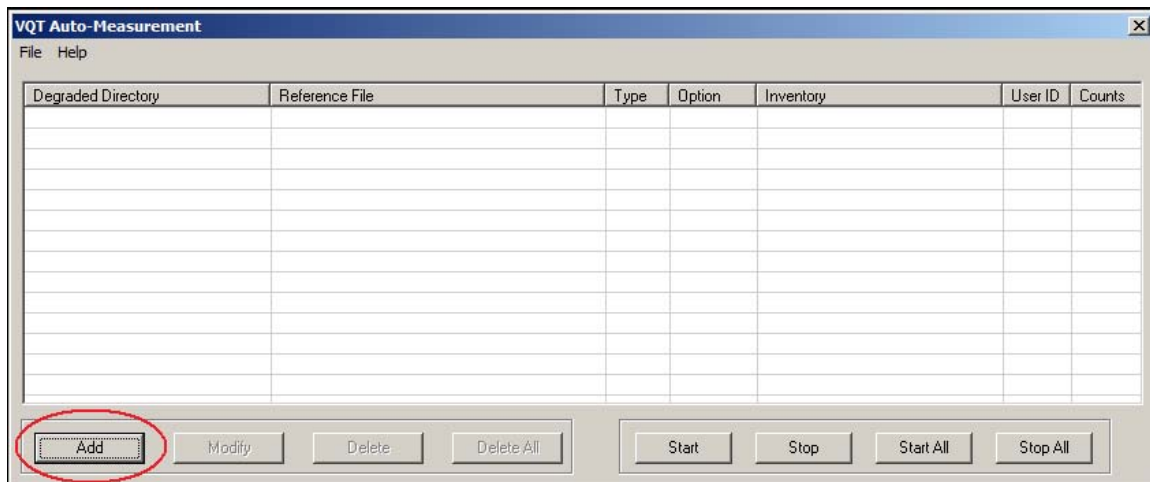 VQT Auto-Measurement
File Help
Degraded Directory Reference File Type Option Inventory User ID Counts
Add Modify Delete Delete All Start Stop Start All Stop All